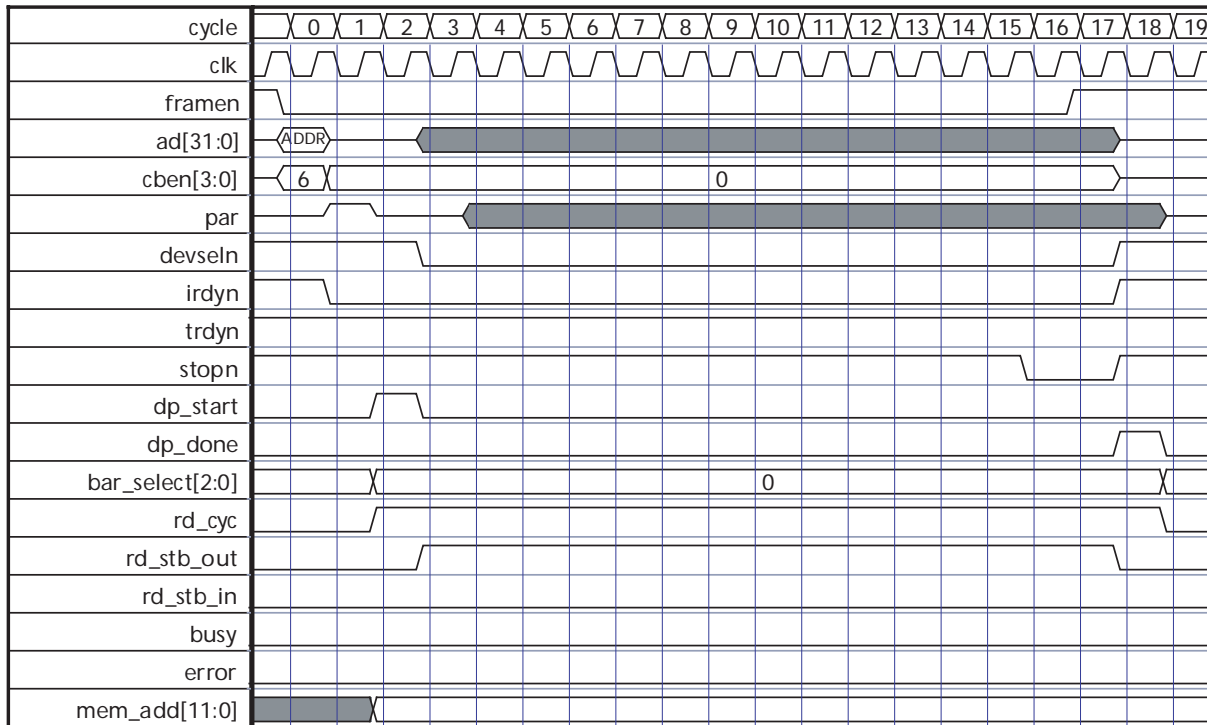 cycle 0 1 2 3 4 5 6 7 8 9 10 11 12 13 14 15 16 17 18 19
clk
framen
ad[31:0] ADDR
cben[3:0] 6 0
par
devseln
irdyn
trdyn
stopn
dp_start
dp_done
bar_select[2:0] 0
rd_cyc
rd_stb_out
rd_stb_in
busy
error
mem_add[11:0]